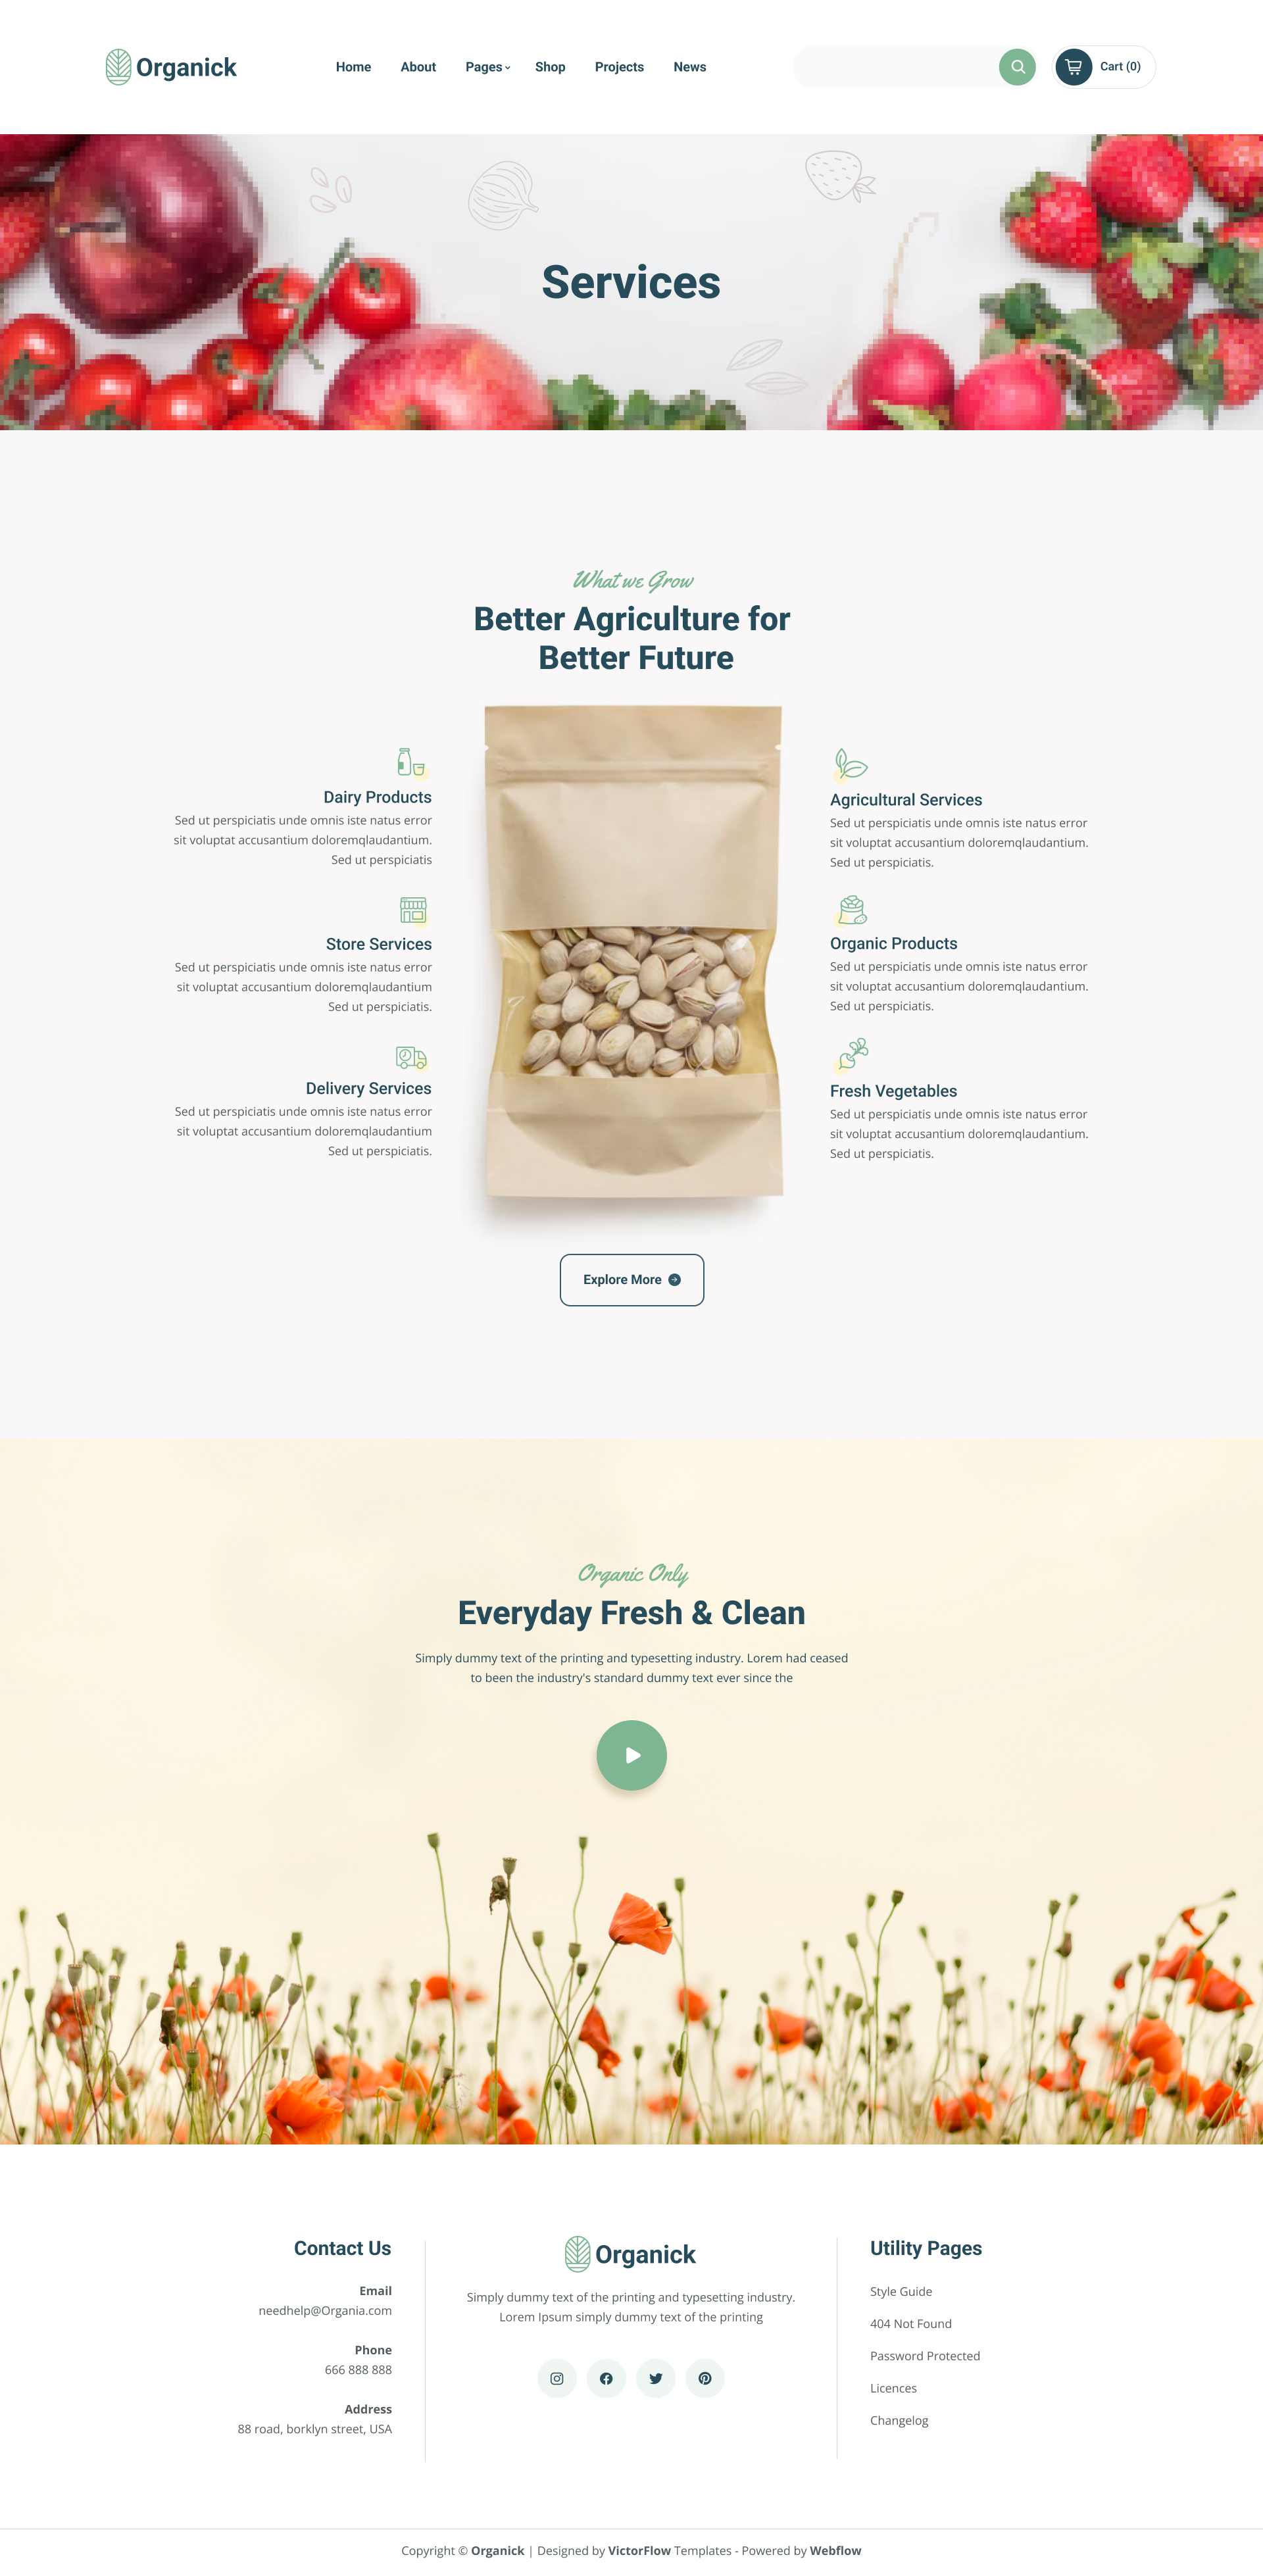 Organick
Home
About
Pages
Shop
Projects
News
Cart (0)
Services
What we Grow
Better Agriculture for
Better Future
Dairy Products
Sed ut perspiciatis unde omnis iste natus error
sit voluptat accusantium doloremqlaudantium.
Sed ut perspiciatis
Store Services
Sed ut perspiciatis unde omnis iste natus error
sit voluptat accusantium doloremqlaudantium
Sed ut perspiciatis.
Delivery Services
Sed ut perspiciatis unde omnis iste natus error
sit voluptat accusantium doloremqlaudantium
Sed ut perspiciatis.
Agricultural Services
Sed ut perspiciatis unde omnis iste natus error
sit voluptat accusantium doloremqlaudantium.
Sed ut perspiciatis.
Organic Products
Sed ut perspiciatis unde omnis iste natus error
sit voluptat accusantium doloremqlaudantium.
Sed ut perspiciatis.
Fresh Vegetables
Sed ut perspiciatis unde omnis iste natus error
sit voluptat accusantium doloremqlaudantium.
Sed ut perspiciatis.
Explore More
Organic Only
Everyday Fresh & Clean
Simply dummy text of the printing and typesetting industry. Lorem had ceased
to been the industry's standard dummy text ever since the
Contact Us
Email
needhelp@Organia.com
Phone
666 888 888
Address
88 road, borklyn street, USA
Organick
Simply dummy text of the printing and typesetting industry.
Lorem Ipsum simply dummy text of the printing
Utility Pages
Style Guide
404 Not Found
Password Protected
Licences
Changelog
Copyright © Organick | Designed by VictorFlow Templates - Powered by Webflow